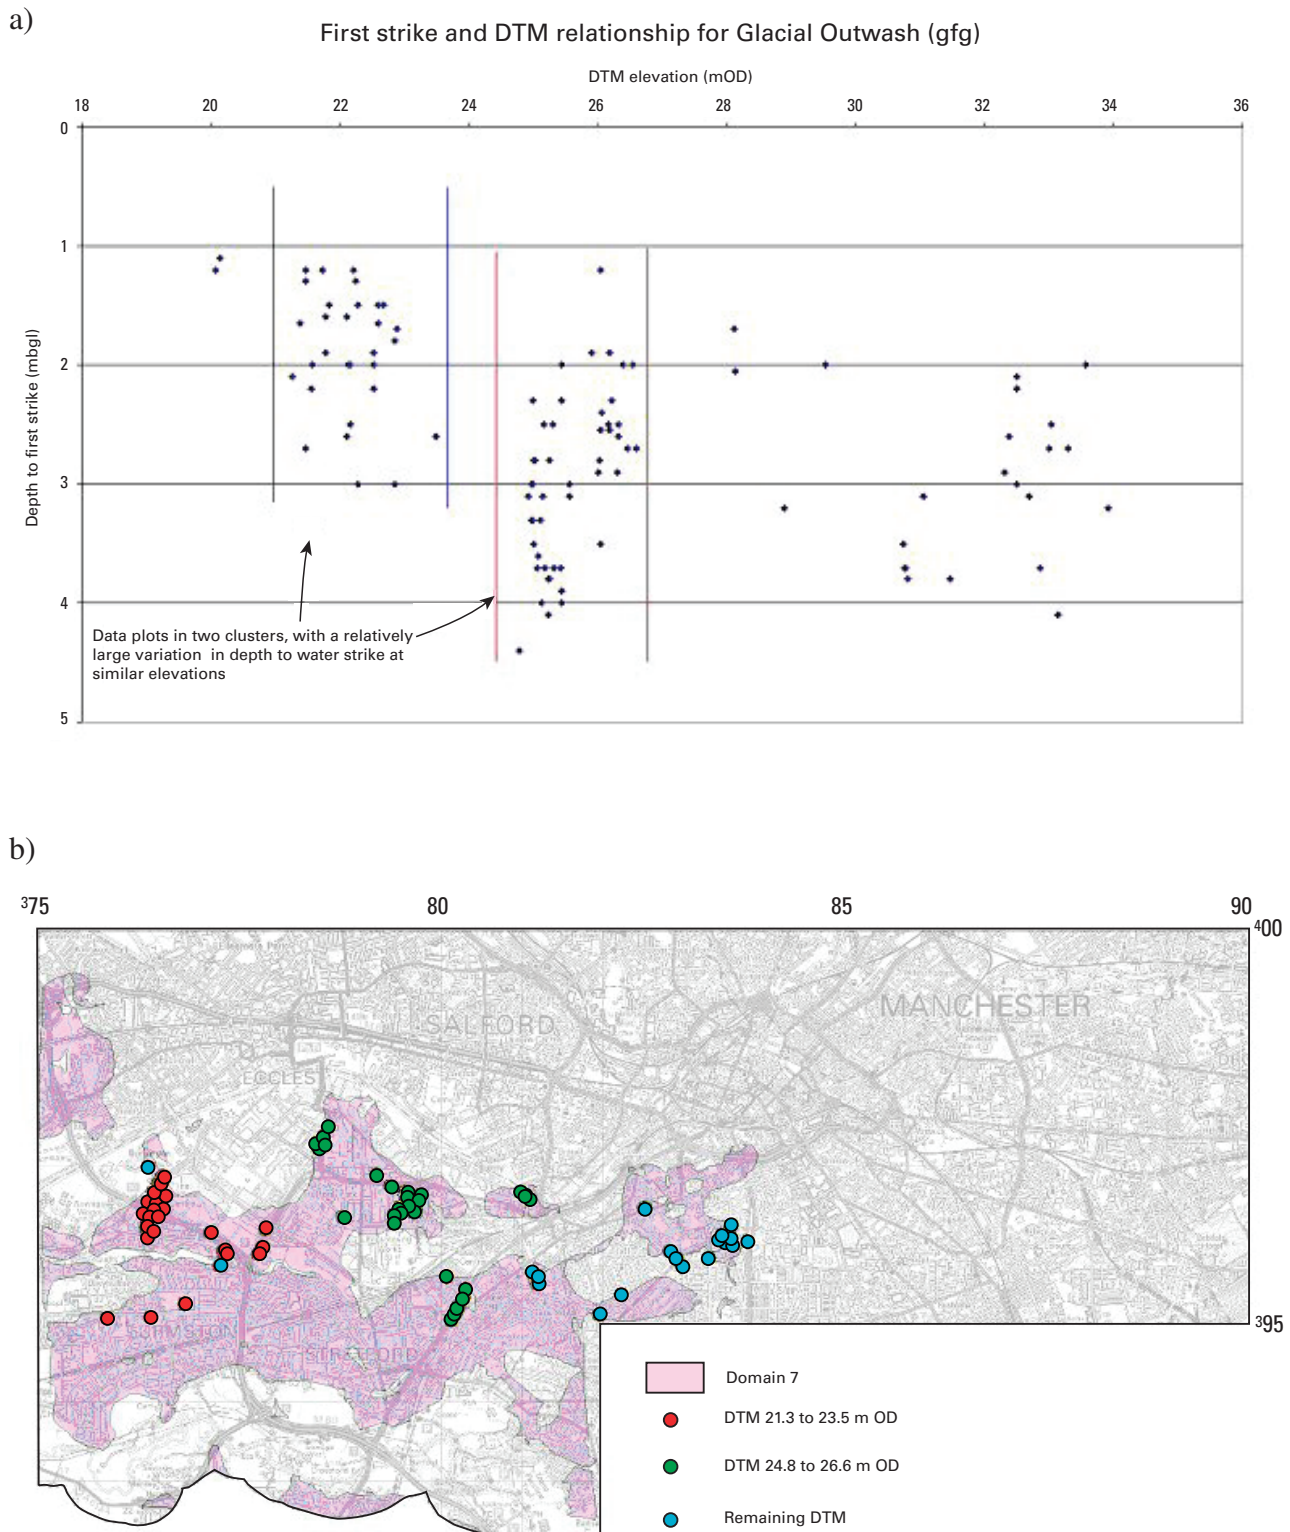 a)
First strike and DTM relationship for Glacial Outwash (gfg)
DTM elevation (mOD)
18 20 22 24 26 28 30 32 34 36
0
1
2
3
4
5
Depth to first strike (mbgl)
Data plots in two clusters, with a relatively
large variation in depth to water strike at
similar elevations
b)
375 80 85 90
400
MANCHESTER
SALFORD
ECCLES
395
URMSTON
STRETFORD
Domain 7
DTM 21.3 to 23.5 m OD
DTM 24.8 to 26.6 m OD
Remaining DTM